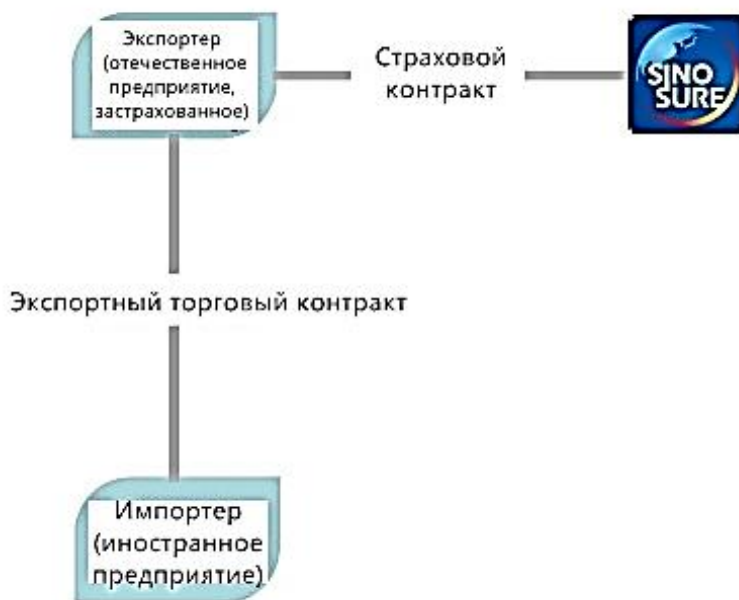 Экспортер
(отечественное
предприятие,
застрахованное)
Страховой
контракт
SINO
SURE
Экспортный торговый контракт
Импортер
(иностранное
предприятие)